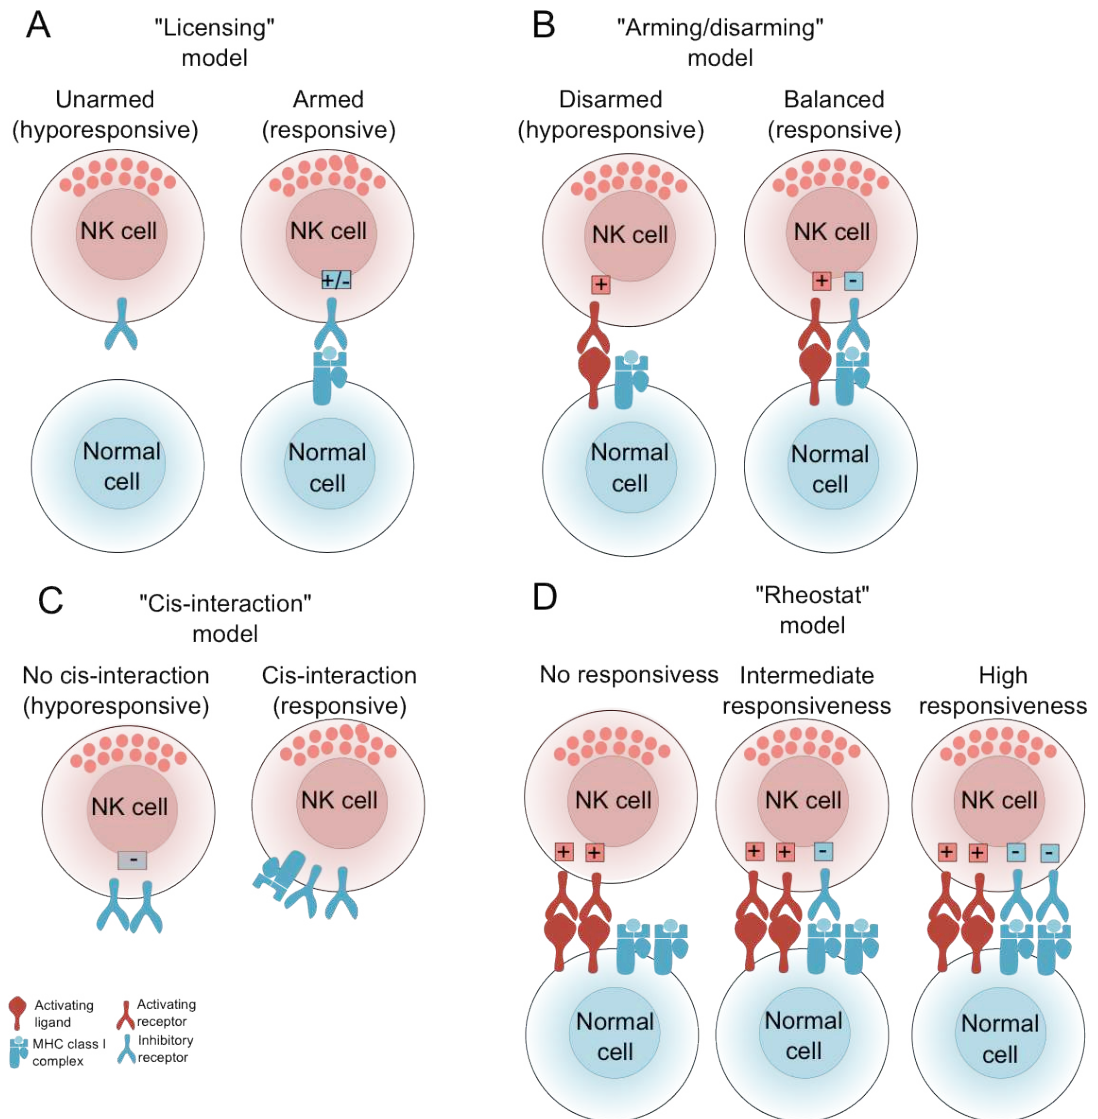 A
"Licensing"
model
Unarmed
(hyporesponsive)
Armed
(responsive)
NK cell
NK cell
+/-
Normal
cell
Normal
cell
B
"Arming/disarming"
model
Disarmed
(hyporesponsive)
Balanced
(responsive)
NK cell
NK cell
+
+
-
Normal
cell
Normal
cell
C
"Cis-interaction"
model
No cis-interaction
(hyporesponsive)
Cis-interaction
(responsive)
NK cell
NK cell
-
D
"Rheostat"
model
No responsivess
Intermediate
responsiveness
High
responsiveness
NK cell
NK cell
NK cell
+ +
+ + -
+ + - -
Normal
cell
Normal
cell
Normal
cell
Activating
ligand
Activating
receptor
MHC class I
complex
Inhibitory
receptor